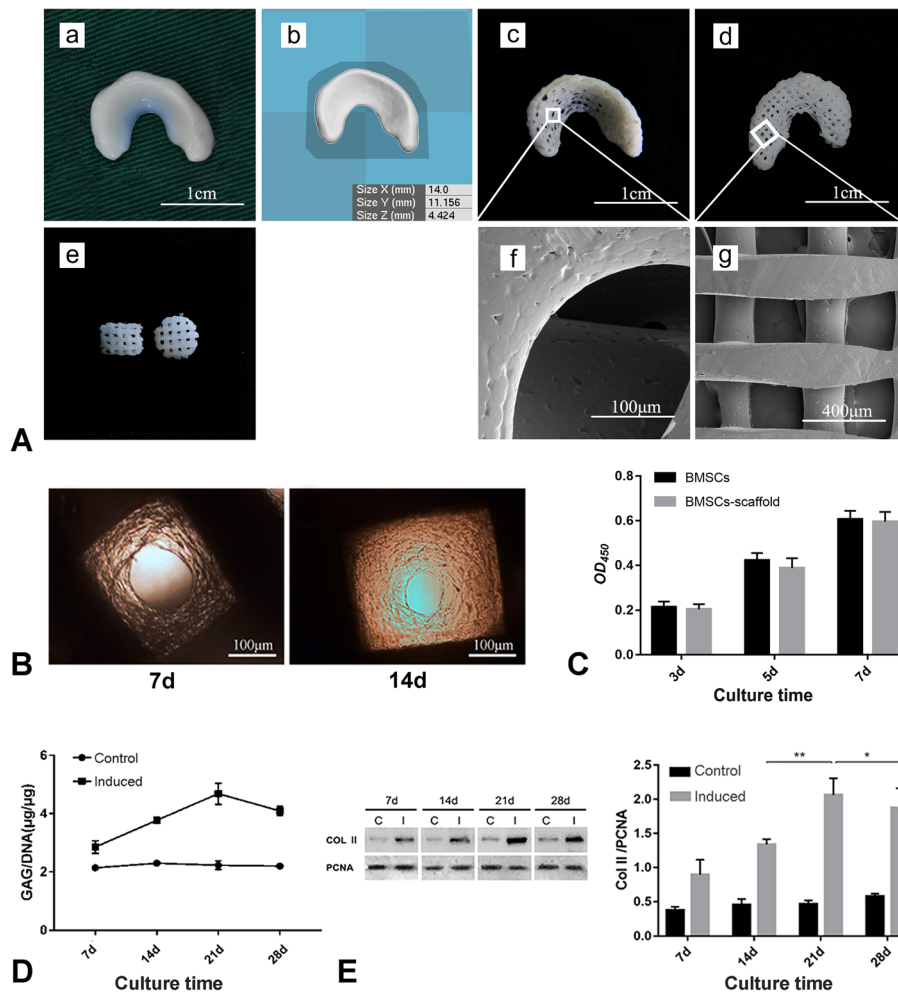 a
b
c
d
1cm
Size X (mm) 14.0
Size Y (mm) 11.156
Size Z (mm) 4.424
1cm
1cm
e
f
g
100μm
400μm
A
100μm
100μm
B
7d
14d
BMSCs
BMSCs-scaffold
0.8
0.6
0.4
0.2
0.0
OD450
3d
5d
7d
Culture time
C
Control
Induced
6
4
2
0
GAG/DNA(μg/μg)
7d
14d
21d
28d
Culture time
D
7d 14d 21d 28d
C I C I C I C I
COL II
PCNA
Control
Induced
**
*
2.5
2.0
1.5
1.0
0.5
0.0
Col II /PCNA
7d
14d
21d
28d
Culture time
E